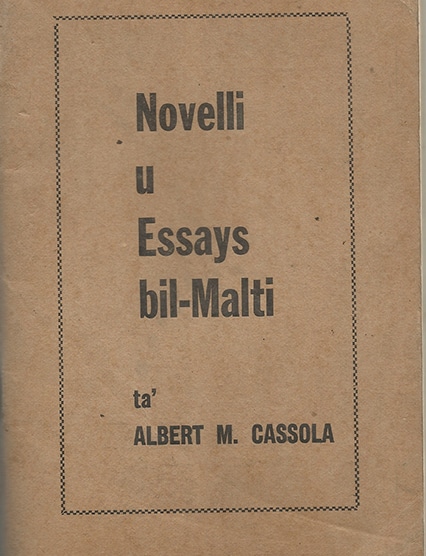 Novelli
u
Essays
bil-Malti
ta'
ALBERT M. CASSOLA